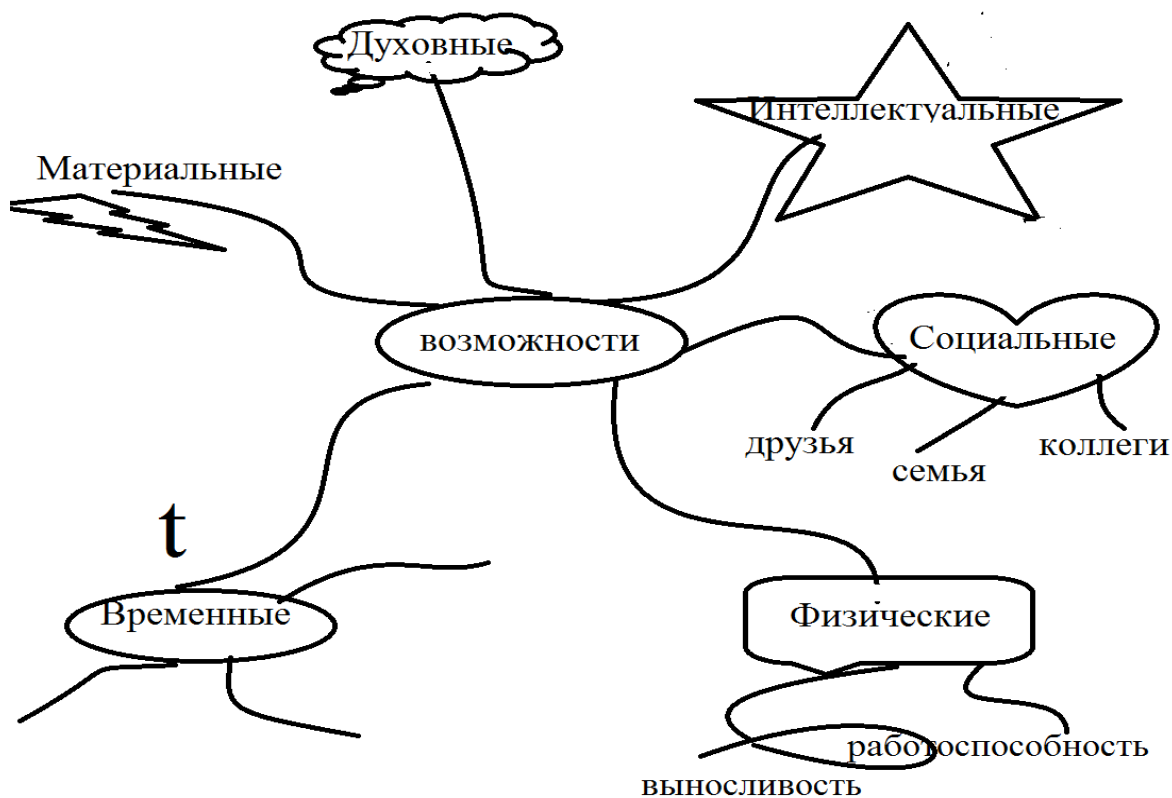 Духовные
Интеллектуальные
Материальные
возможности
Социальные
друзья
семья
коллеги
t
Временные
Физические
работоспособность
выносливость